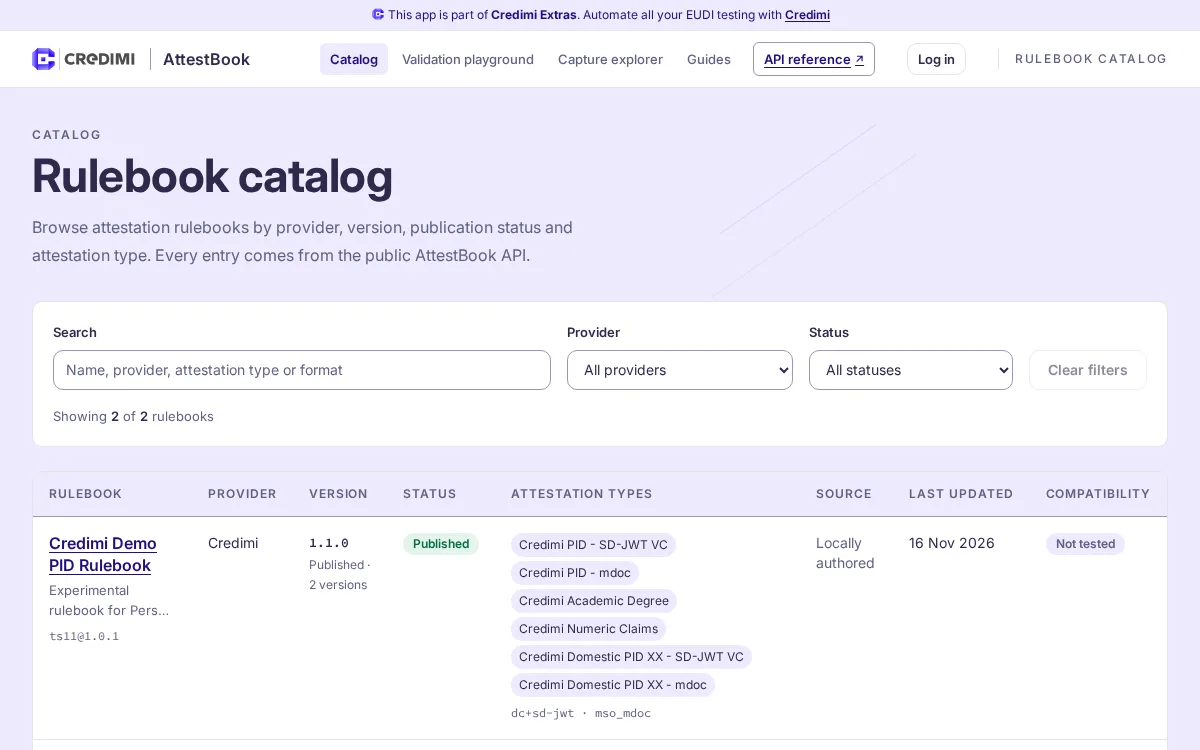 This app is part of Credimi Extras. Automate all your EUDI testing with Credimi
CREDIMI AttestBook Catalog Validation playground Capture explorer Guides API reference ↗ Log in RULEBOOK CATALOG
CATALOG
Rulebook catalog
Browse attestation rulebooks by provider, version, publication status and
attestation type. Every entry comes from the public AttestBook API.
Search Provider Status
Name, provider, attestation type or format All providers All statuses Clear filters
Showing 2 of 2 rulebooks
RULEBOOK PROVIDER VERSION STATUS ATTESTATION TYPES SOURCE LAST UPDATED COMPATIBILITY
Credimi Demo
PID Rulebook
Experimental
rulebook for Pers…
ts11@1.0.1
Credimi
1.1.0
Published ·
2 versions
Published
Credimi PID - SD-JWT VC
Credimi PID - mdoc
Credimi Academic Degree
Credimi Numeric Claims
Credimi Domestic PID XX - SD-JWT VC
Credimi Domestic PID XX - mdoc
dc+sd-jwt · mso_mdoc
Locally
authored
16 Nov 2026
Not tested